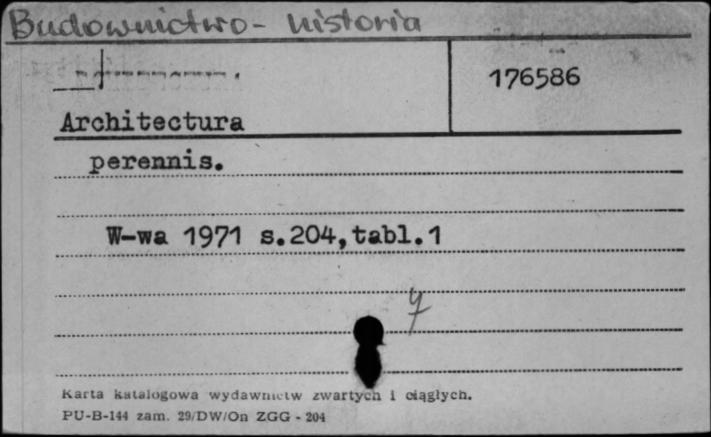 Budownictwo - historia
176586
Architectura
perennis.
W-wa 1971 s.204,tabl.1
Karta katalogowa wydawnictw zwartych i ciągłych.
PU-B-144 zam. 29/DW/On ZGG - 204